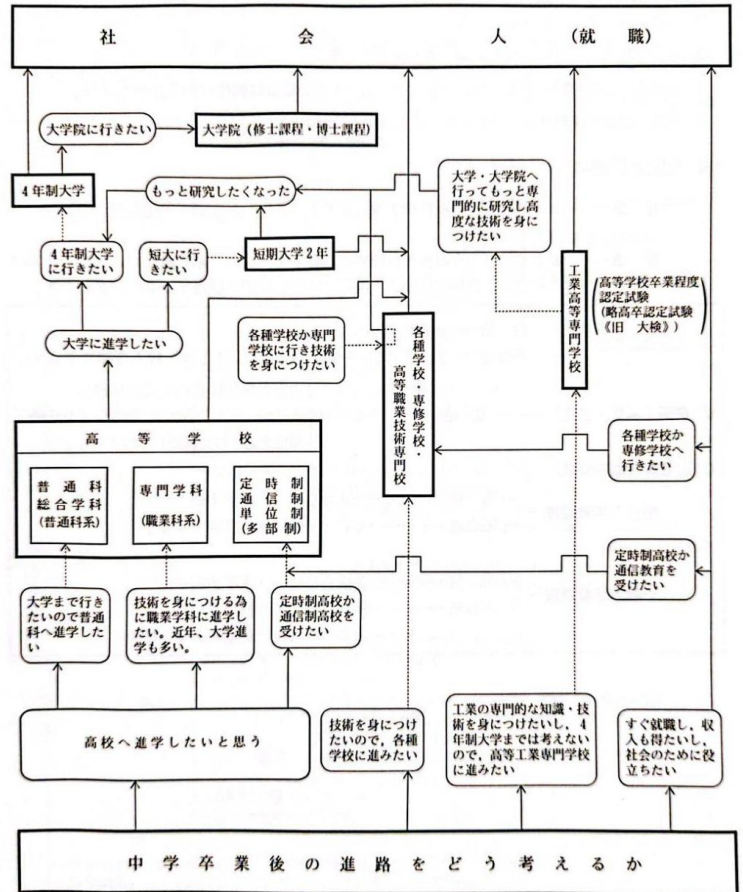 社会人(就職)
大学院に行きたい
大学院(修士課程・博士課程)
4年制大学
もっと研究したくなった
大学・大学院へ
行ってもっと専
門的に研究し高
度な技術を身に
つけたい
4年制大学
に行きたい
短大に行
きたい
短期大学2年
工業高等専門学校
高等学校卒業程度
認定試験
(略高卒認定試験
《旧 大検》)
大学に進学したい
各種学校か専門
学校に行き技術
を身につけたい
各種学校・専修学校・
高等職業技術専門校
高等学校
普通科
総合学科
(普通科系)
専門学科
(職業科系)
定時制
通信制
単位制
(多部制)
各種学校か
専修学校へ
行きたい
定時制高校か
通信教育を
受けたい
大学まで行き
たいので普通
科へ進学した
い
技術を身につける為
に職業学科に進学し
たい。近年、大学進
学も多い。
定時制高校か
通信制高校を
受けたい
高校へ進学したいと思う
技術を身につけ
たいので，各種
学校に進みたい
工業の専門的な知識・技
術を身につけたいし，4
年制大学までは考えない
ので，高等工業専門学校
に進みたい
すぐ就職し，収
入も得たいし，
社会のために役
立ちたい
中学卒業後の進路をどう考えるか